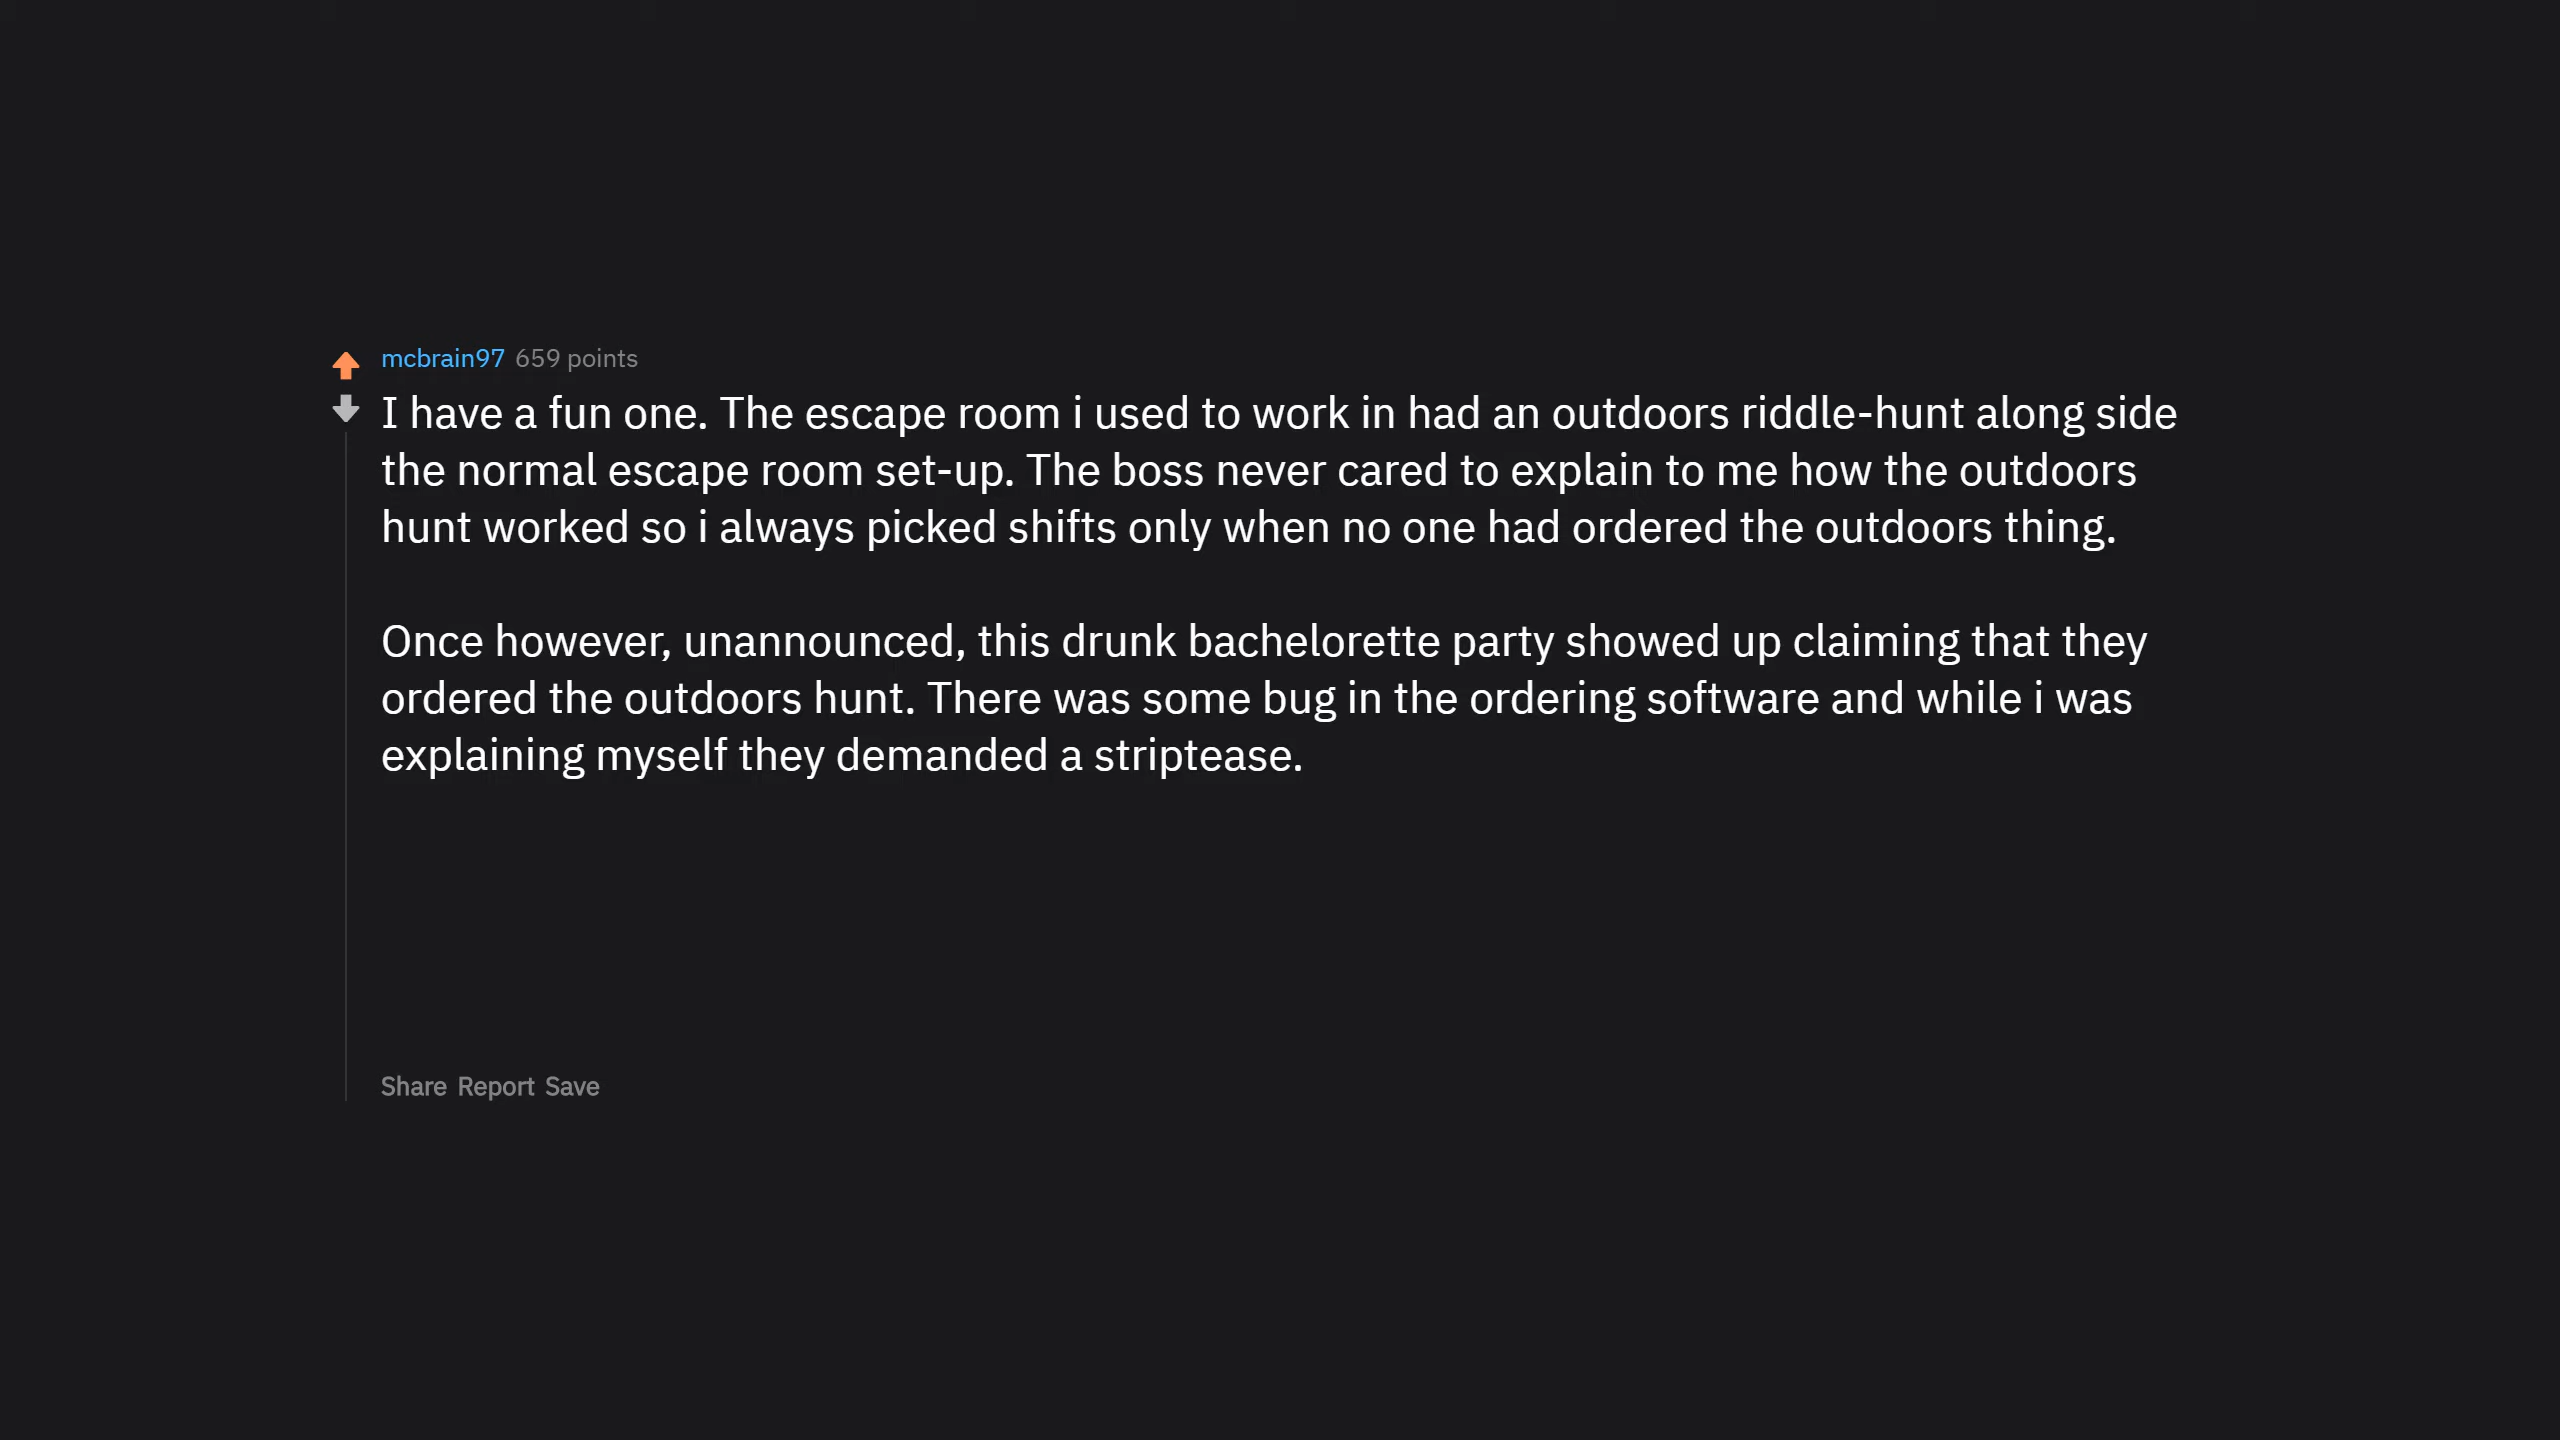 mcbrain97 659 points
I have a fun one. The escape room i used to work in had an outdoors riddle-hunt along side
the normal escape room set-up. The boss never cared to explain to me how the outdoors
hunt worked so i always picked shifts only when no one had ordered the outdoors thing.
Once however, unannounced, this drunk bachelorette party showed up claiming that they
ordered the outdoors hunt. There was some bug in the ordering software and while i was
explaining myself they demanded a striptease.
Share Report Save